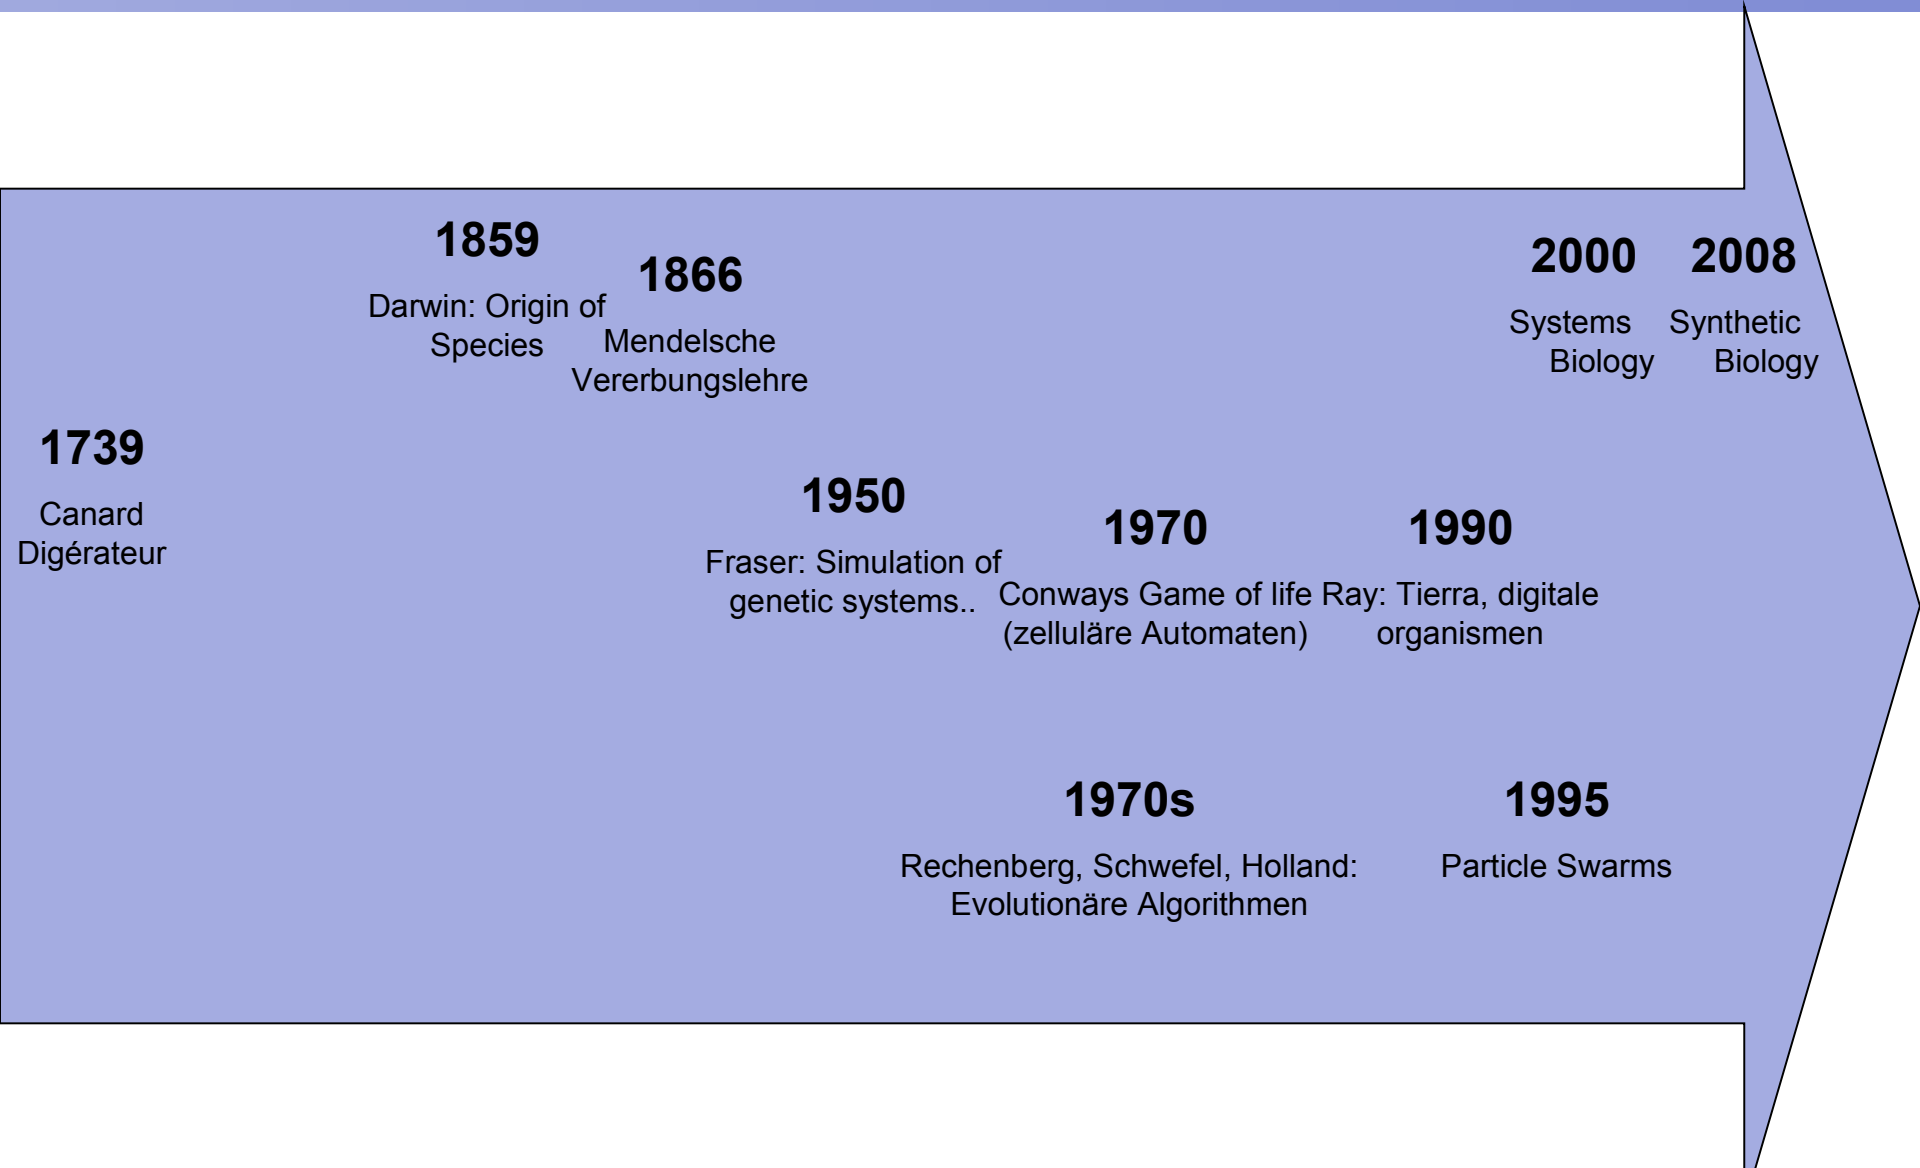 1859
Darwin: Origin of
Species
1866
Mendelsche
Vererbungslehre
2000
Systems
Biology
2008
Synthetic
Biology
1739
Canard
Digérateur
1950
Fraser: Simulation of
genetic systems..
1970
Conways Game of life
(zelluläre Automaten)
1990
Ray: Tierra, digitale
organismen
1970s
Rechenberg, Schwefel, Holland:
Evolutionäre Algorithmen
1995
Particle Swarms